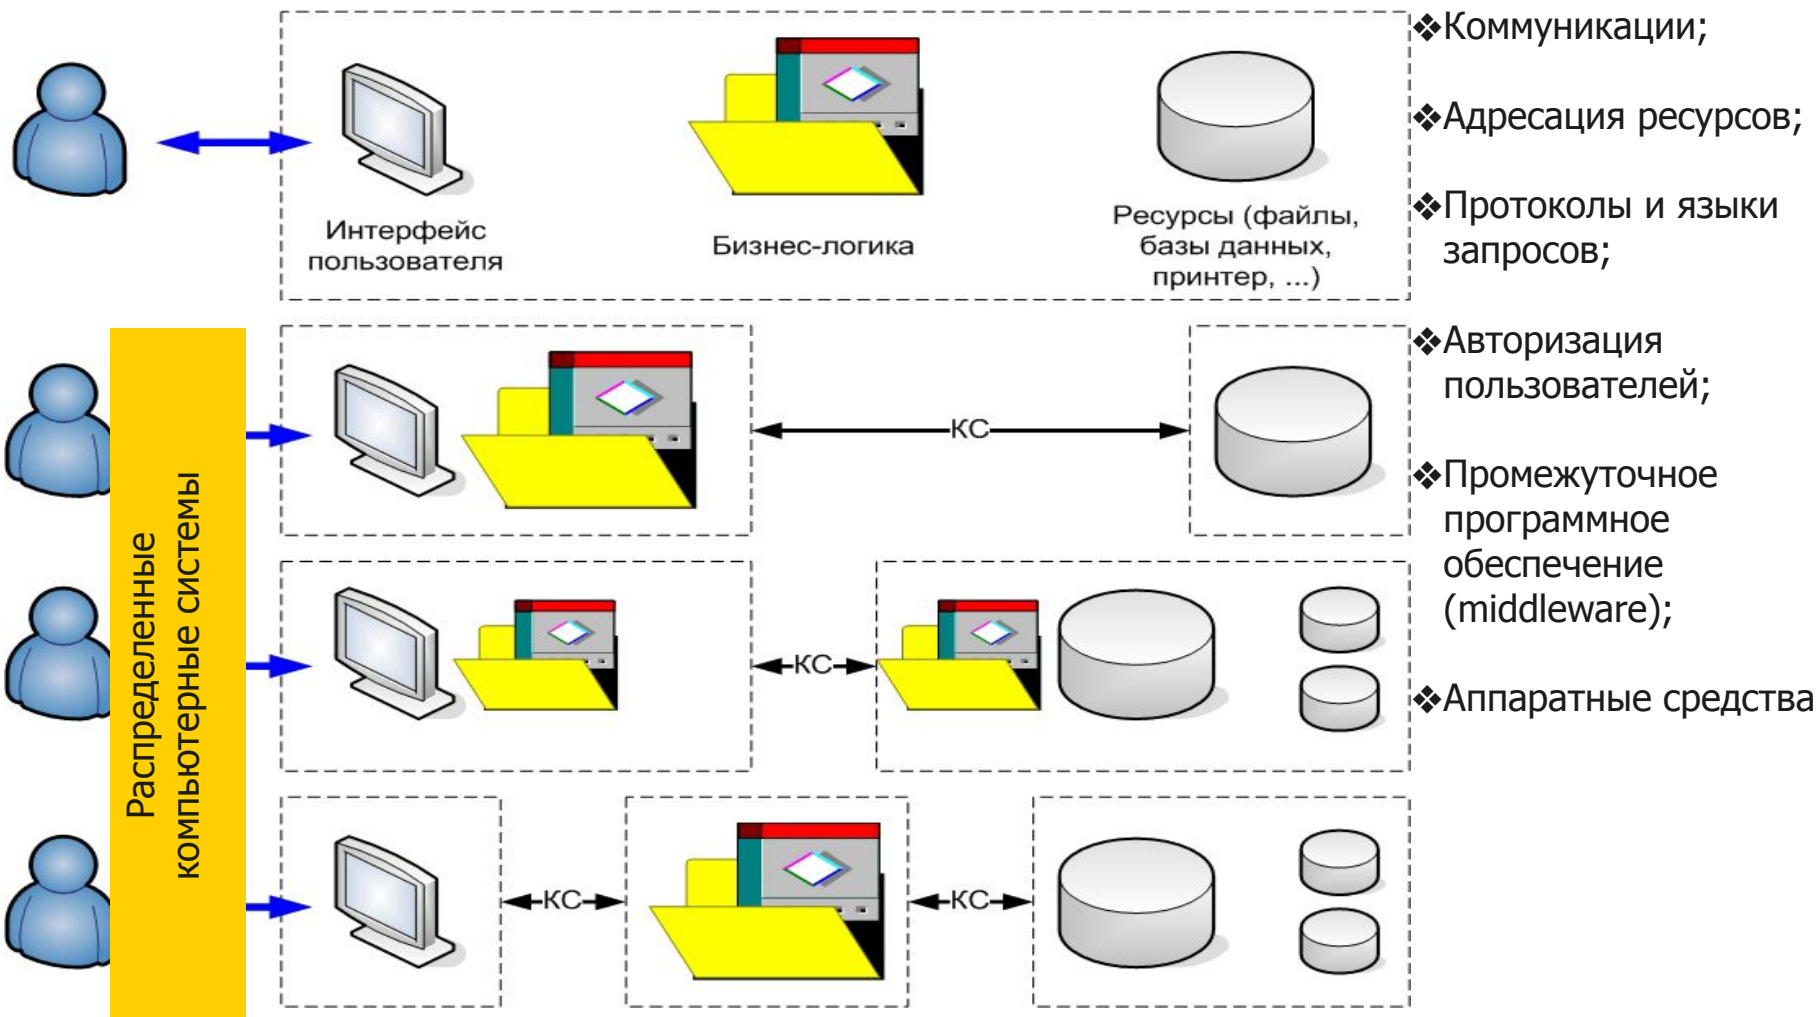 Интерфейс
пользователя
Бизнес-логика
Ресурсы (файлы,
базы данных,
принтер, ...)
Распределенные
компьютерные системы
КС
КС
КС
КС
❖Коммуникации;
❖Адресация ресурсов;
❖Протоколы и языки
запросов;
❖Авторизация
пользователей;
❖Промежуточное
программное
обеспечение
(middleware);
❖Аппаратные средства